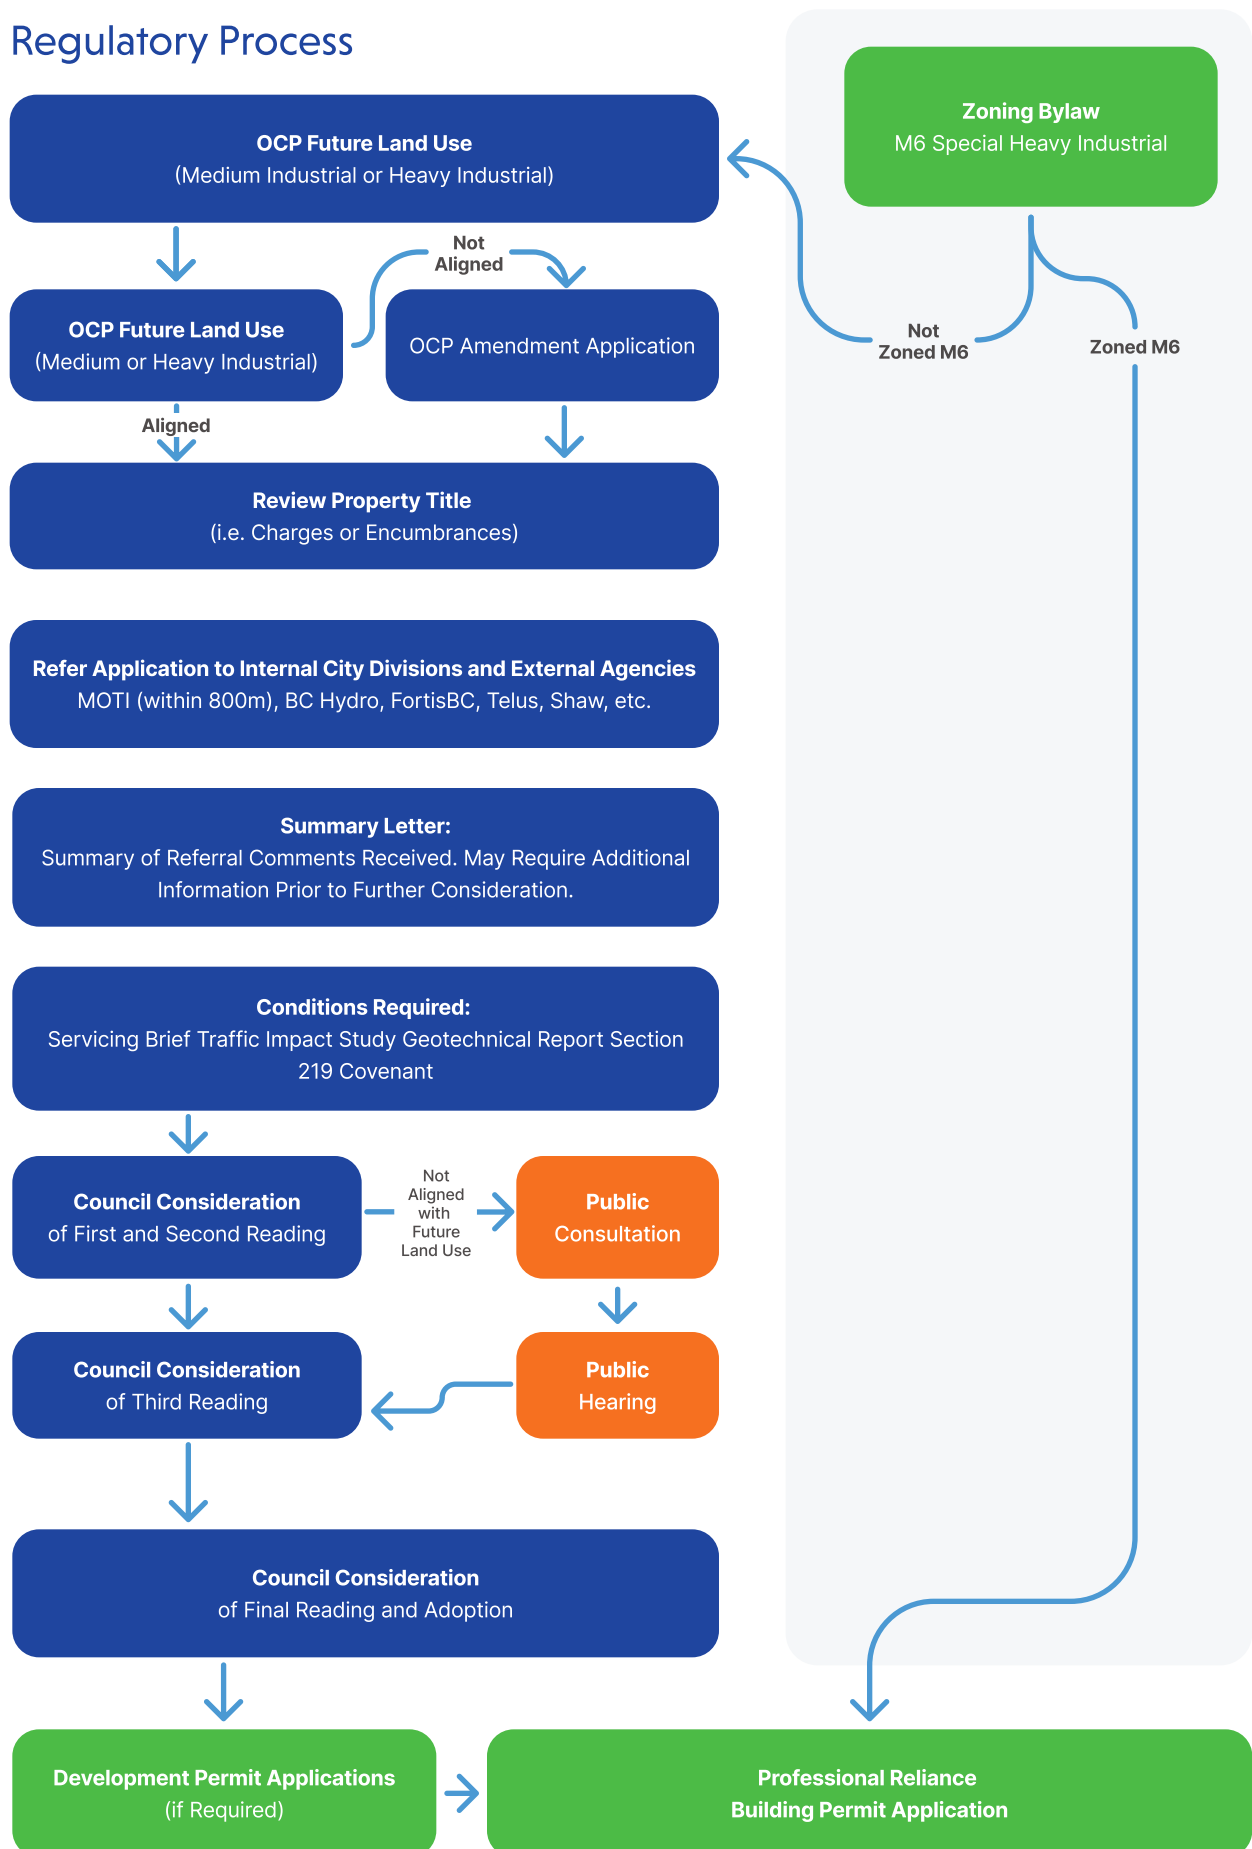 Regulatory Process
Zoning Bylaw
M6 Special Heavy Industrial
OCP Future Land Use
(Medium Industrial or Heavy Industrial)
Not
Aligned
OCP Future Land Use
(Medium or Heavy Industrial)
OCP Amendment Application
Not
Zoned M6
Zoned M6
Aligned
Review Property Title
(i.e. Charges or Encumbrances)
Refer Application to Internal City Divisions and External Agencies
MOTI (within 800m), BC Hydro, FortisBC, Telus, Shaw, etc.
Summary Letter:
Summary of Referral Comments Received. May Require Additional
Information Prior to Further Consideration.
Conditions Required:
Servicing Brief Traffic Impact Study Geotechnical Report Section
219 Covenant
Council Consideration
of First and Second Reading
Not
Aligned
with
Future
Land Use
Public
Consultation
Council Consideration
of Third Reading
Public
Hearing
Council Consideration
of Final Reading and Adoption
Development Permit Applications
(if Required)
Professional Reliance
Building Permit Application